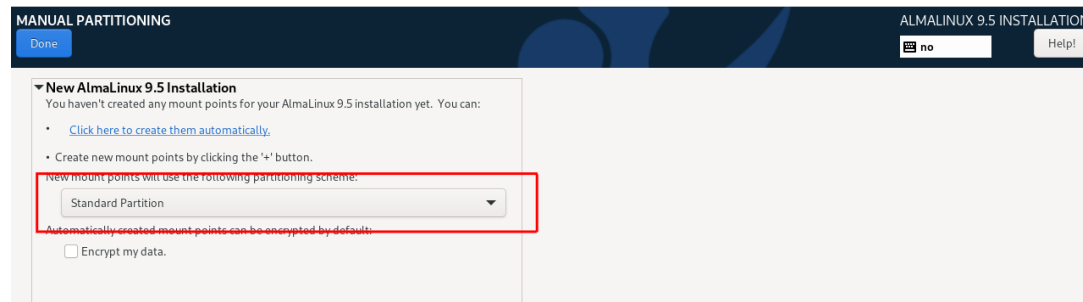 MANUAL PARTITIONING
ALMALINUX 9.5 INSTALLATION
Done
no
Help!
New AlmaLinux 9.5 Installation
You haven't created any mount points for your AlmaLinux 9.5 installation yet. You can:
• Click here to create them automatically.
• Create new mount points by clicking the '+' button.
New mount points will use the following partitioning scheme:
Standard Partition
Automatically created mount points can be encrypted by default:
Encrypt my data.